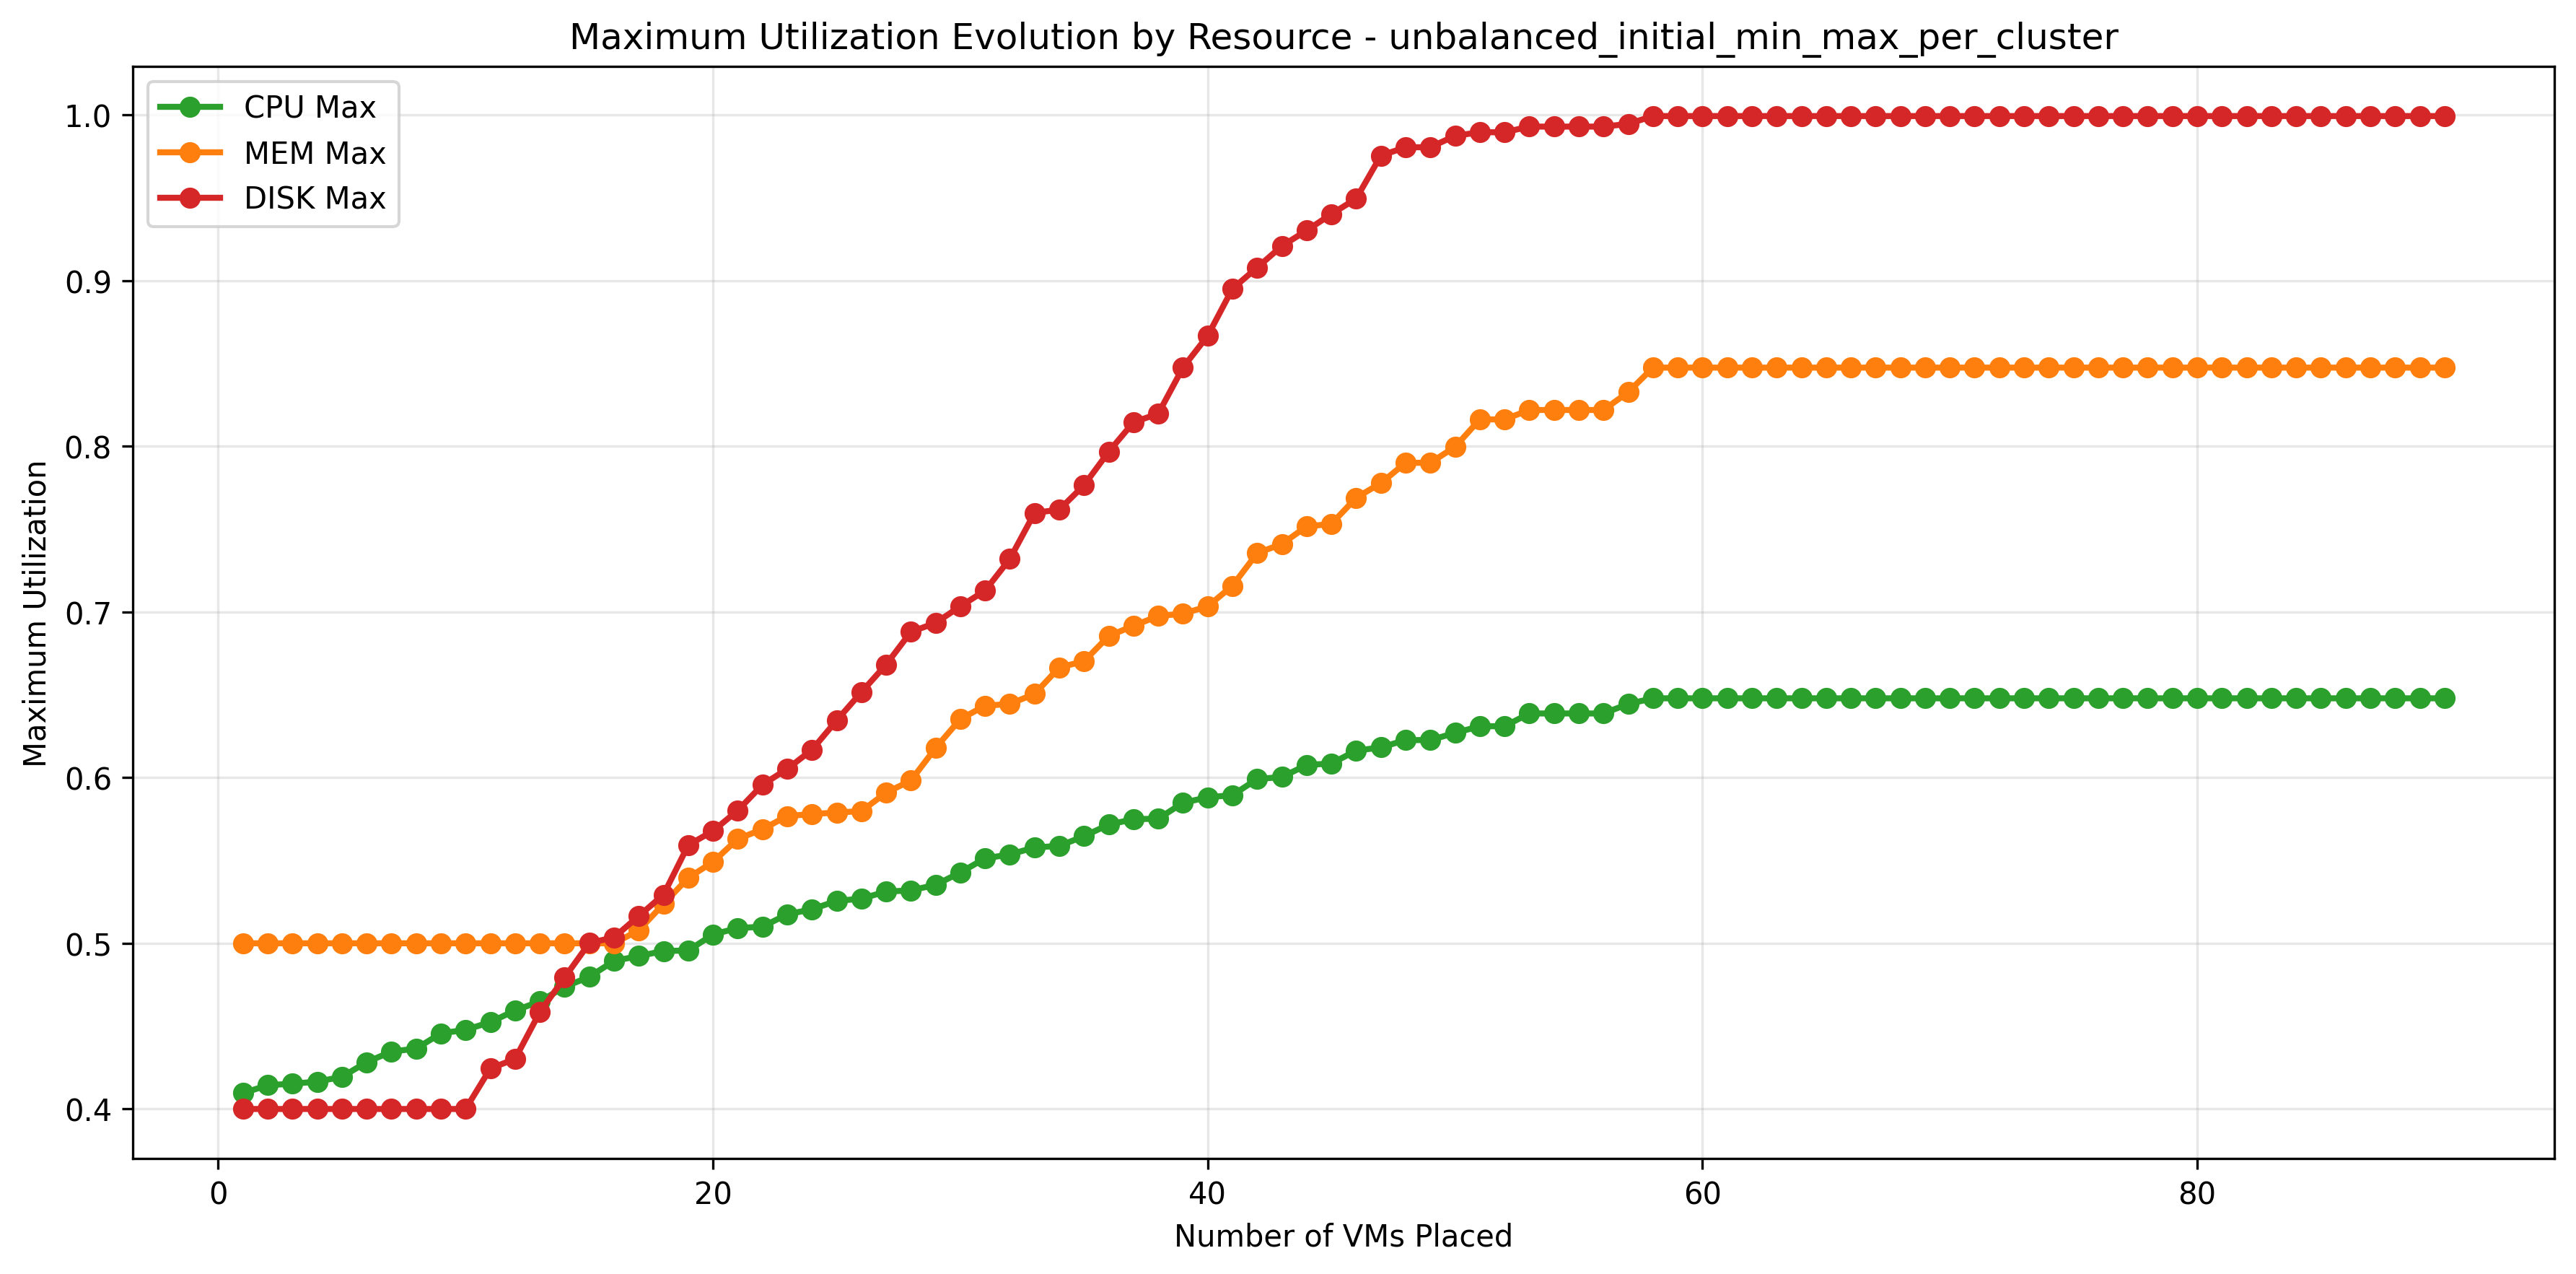 Maximum Utilization Evolution by Resource - unbalanced_initial_min_max_per_cluster
CPU Max
MEM Max
DISK Max
Maximum Utilization
1.0
0.9
0.8
0.7
0.6
0.5
0.4
0 20 40 60 80
Number of VMs Placed